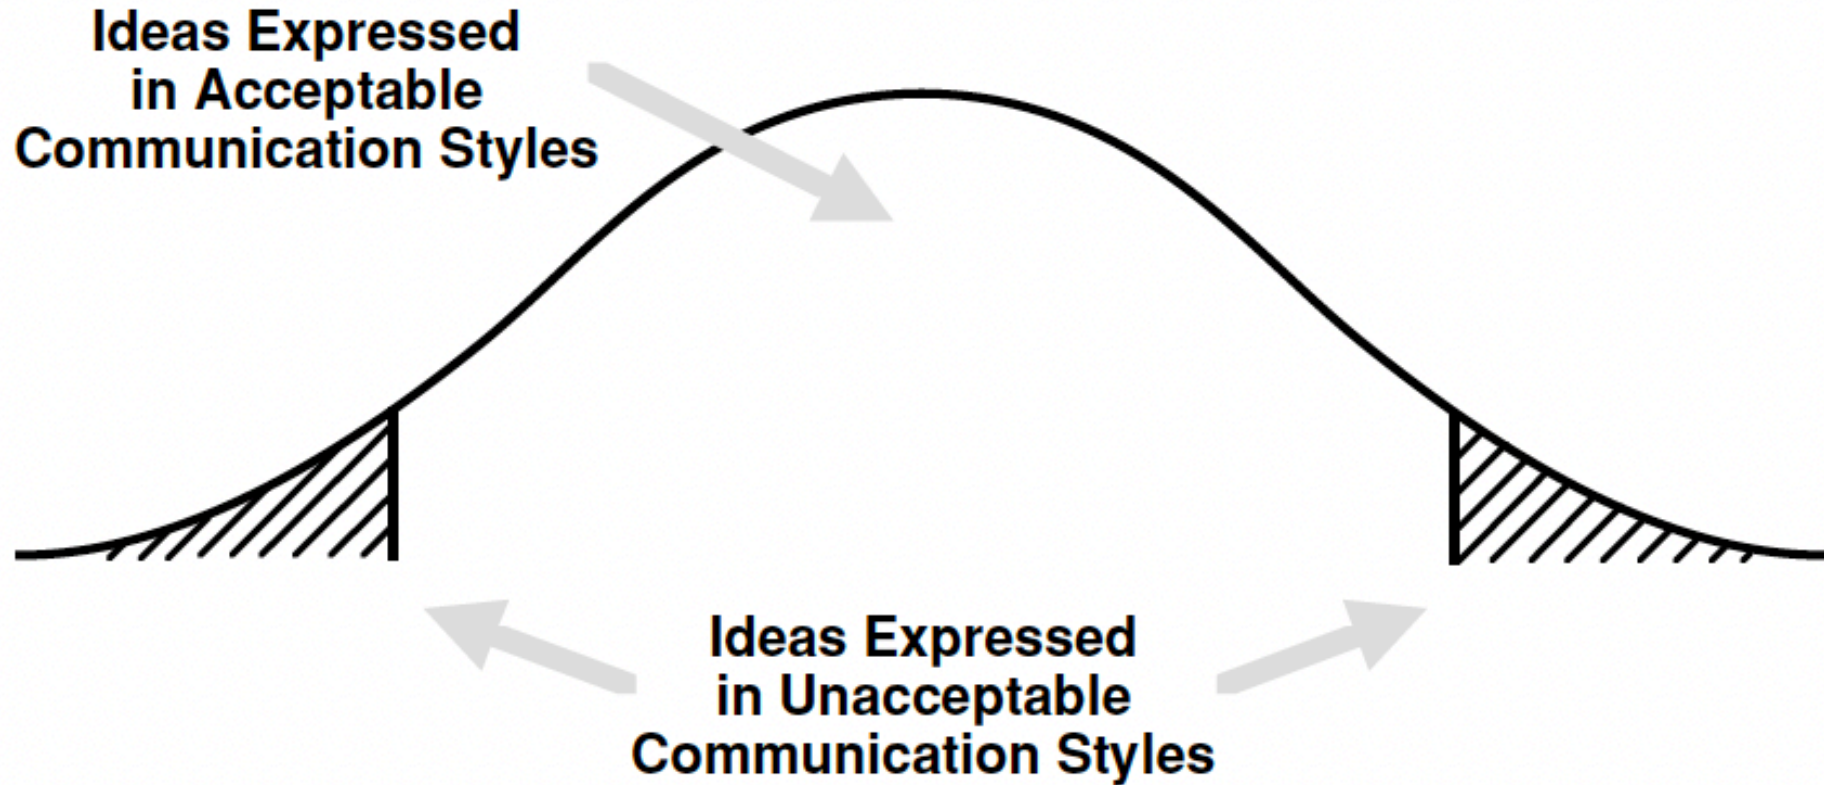 Ideas Expressed
in Acceptable
Communication Styles
Ideas Expressed
in Unacceptable
Communication Styles